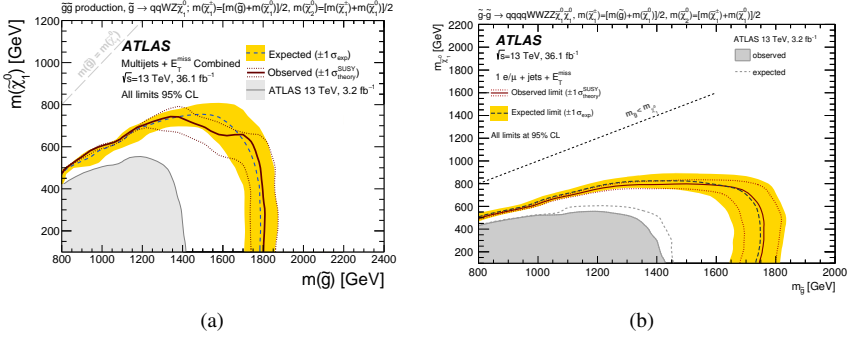 g̃g̃ production, g̃ → qqWZχ̃₁⁰; m(χ̃₁^±)=[m(g̃)+m(χ̃₁⁰)]/2, m(χ̃₂⁰)=[m(χ̃₁^±)+m(χ̃₁⁰)]/2
m(χ̃₁⁰) [GeV]
1200
1000
800
600
400
200
m(g̃) = m(χ̃₁⁰)
ATLAS
Multijets + E_T^miss Combined
√s=13 TeV, 36.1 fb⁻¹
All limits 95% CL
Expected (±1 σ_exp)
Observed (±1 σ_theory^SUSY)
ATLAS 13 TeV, 3.2 fb⁻¹
800 1000 1200 1400 1600 1800 2000 2200 2400
m(g̃) [GeV]
(a)
g̃-g̃ → qqqqWWZZχ̃₁⁰χ̃₁⁰, m(χ̃₁^±)=[m(g̃)+m(χ̃₁⁰)]/2, m(χ̃₂⁰)=[m(χ̃₁^±)+m(χ̃₁⁰)]/2
m_χ̃₁⁰ [GeV]
2200
2000
1800
1600
1400
1200
1000
800
600
400
200
ATLAS
√s=13 TeV, 36.1 fb⁻¹
1 e/μ + jets + E_T^miss
Observed limit (±1 σ_theory^SUSY)
Expected limit (±1 σ_exp)
All limits at 95% CL
ATLAS 13 TeV, 3.2 fb⁻¹
observed
expected
m_g̃ < m_χ̃₁⁰
800 1000 1200 1400 1600 1800 2000
m_g̃ [GeV]
(b)